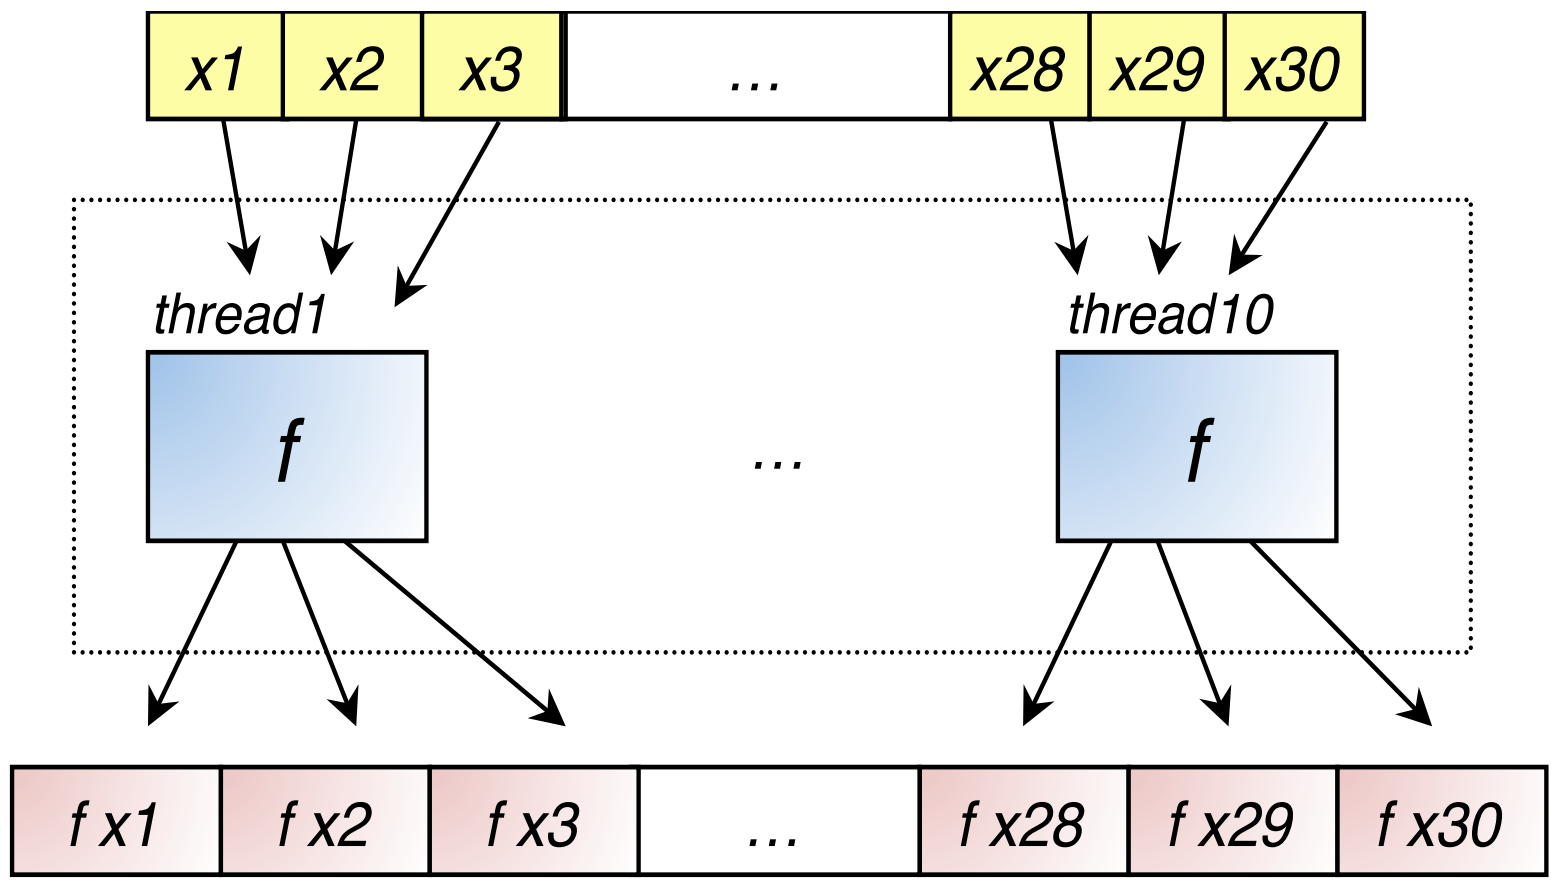 x1 x2 x3 ... x28 x29 x30
thread1 thread10
f ... f
f x1 f x2 f x3 ... f x28 f x29 f x30